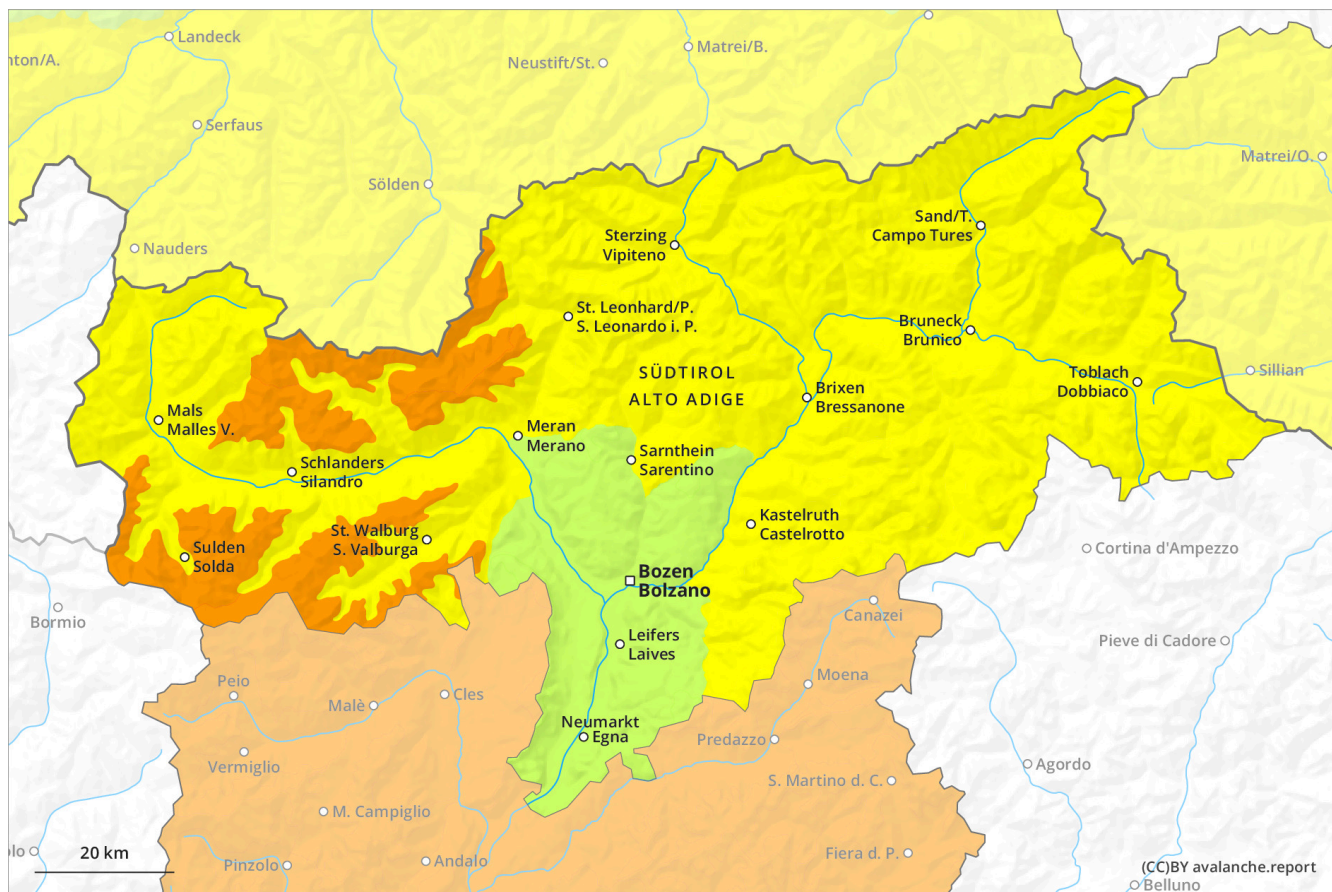 Landeck
nton/A.
Matrei/B.
Neustift/St.
Serfaus
Matrei/O.
Sölden
Sand/T.
Campo Tures
Sterzing
Vipiteno
Nauders
St. Leonhard/P.
S. Leonardo i. P.
Bruneck
Brunico
SÜDTIROL
ALTO ADIGE
Toblach
Dobbiaco
Sillian
Brixen
Bressanone
Mals
Malles V.
Meran
Merano
Sarnthein
Sarentino
Schlanders
Silandro
Kastelruth
Castelrotto
St. Walburg
S. Valburga
Sulden
Solda
Cortina d'Ampezzo
Bozen
Bolzano
Bormio
Canazei
Leifers
Laives
Pieve di Cadore
Peio
Malè
Cles
Moena
Neumarkt
Egna
Predazzo
Vermiglio
Agordo
S. Martino d. C.
M. Campiglio
olo
20 km
Pinzolo
Andalo
Fiera d. P.
(CC)BY avalanche.report
Belluno